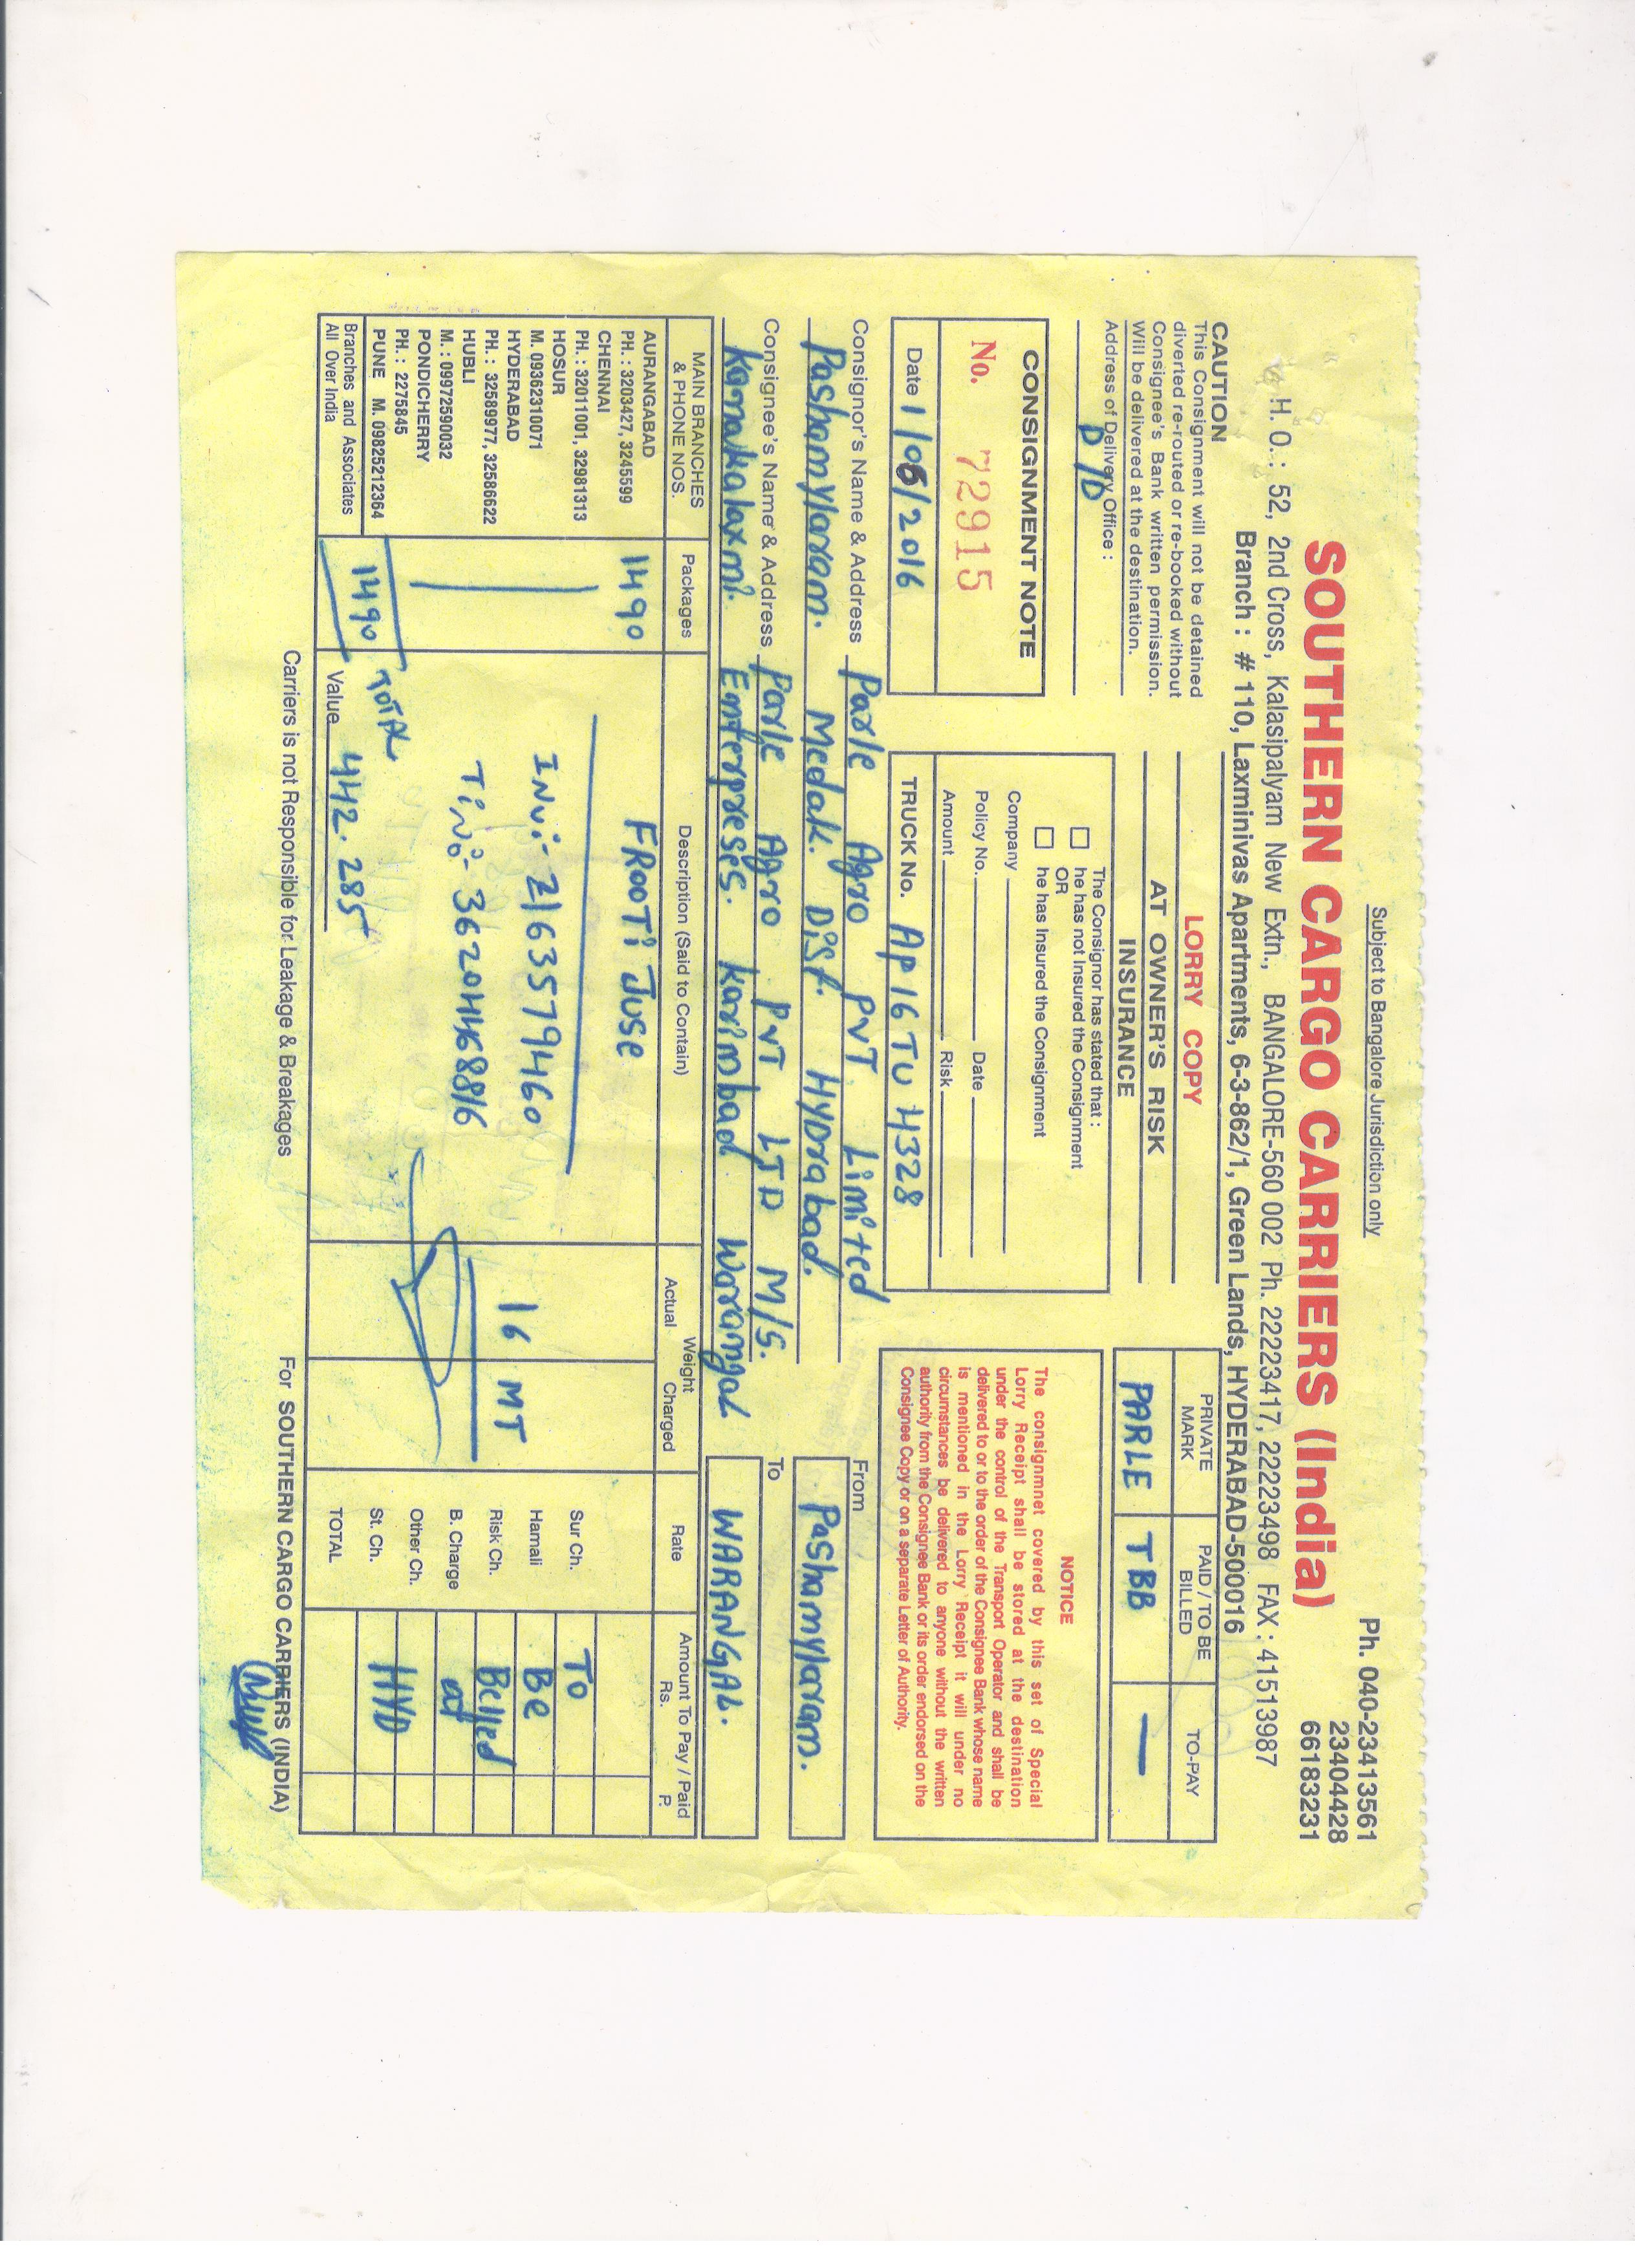 Subject to Bangalore Jurisdiction only
Ph. 040-23413561
23404428
66183231
SOUTHERN CARGO CARRIERS (India)
H. O. : 52, 2nd Cross, Kalasipalyam New Extn., BANGALORE-560 002 Ph. 22223417, 22223498 FAX : 41513987
Branch : # 110, Laxminivas Apartments, 6-3-862/1, Green Lands, HYDERABAD-500016
CAUTION
This Consignment will not be detained
diverted re-routed or re-booked without
Consignee's Bank written permission.
Will be delivered at the destination.
Address of Delivery Office :
D/D
LORRY COPY
AT OWNER'S RISK
INSURANCE
The Consignor has stated that :
he has not Insured the Consignment
OR
he has Insured the Consignment
Company
Policy No. Date
Amount Risk
TRUCK No. AP 16 TU 4328
PRIVATE MARK PAID / TO BE BILLED TO-PAY
PARLE TBB —
NOTICE
The consignmnet covered by this set of Special
Lorry Receipt shall be stored at the destination
under the control of the Transport Operator and shall be
delivered to or to the order of the Consignee Bank whose name
is mentioned in the Lorry Receipt it will under no
circumstances be delivered to anyone without the written
authority from the Consignee Bank or its order endorsed on the
Consignee Copy or on a separate Letter of Authority.
CONSIGNMENT NOTE
No. 72915
Date 1/06/2016
Consignor's Name & Address Parle Agro PVT Limited
Pashamylaram. Medak. Dist. HYDrabad.
From
Pashamylaram.
Consignee's Name & Address Parle Agro PVT LTD M/S.
Kanakalaxmi. Enterpreses. Karimbad Warangal
To
WARANGAL.
MAIN BRANCHES
& PHONE NOS.
Packages
Description (Said to Contain)
Weight
Actual Charged
Rate
Amount To Pay / Paid
Rs. P.
AURANGABAD
PH. : 3203427, 3245599
CHENNAI
PH. : 32011001, 32981313
HOSUR
M. 09362310071
HYDERABAD
PH. : 32589977, 32586622
HUBLI
M. : 09972590032
PONDICHERRY
PH. : 2275845
PUNE M. 09825212364
Branches and Associates
All Over India
1490
1490 TOTAL
FROOTi JUSE
INV:- Z163579460
TiNo:- 36204468816
Value 442.285
16 MT
Sur Ch. To
Hamali Be
Risk Ch. Belled
B. Charge at
Other Ch.
HYD
St. Ch.
TOTAL
Carriers is not Responsible for Leakage & Breakages
For SOUTHERN CARGO CARRIERS (INDIA)